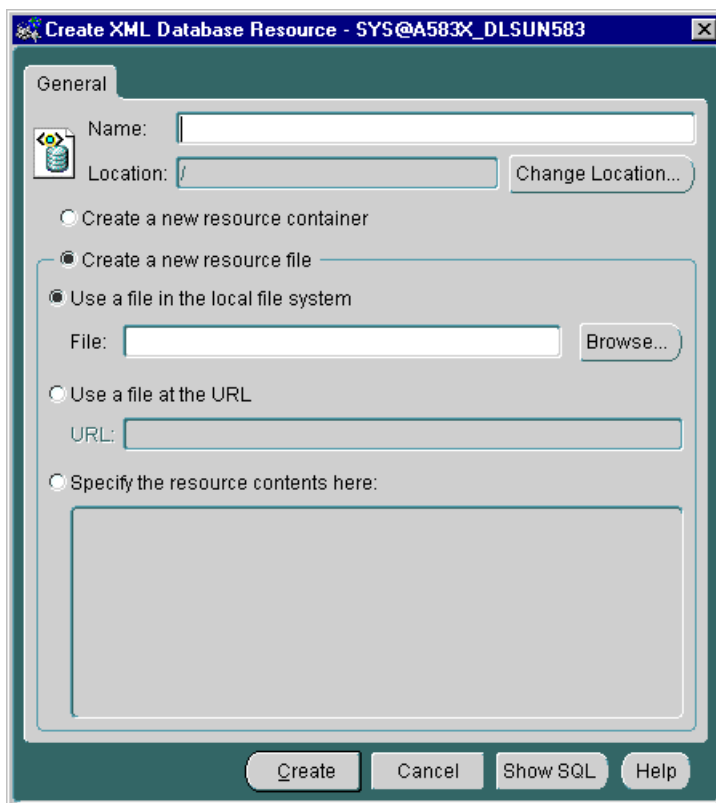 Create XML Database Resource - SYS@A583X_DLSUN583
General
Name:
Location: / Change Location...
Create a new resource container
Create a new resource file
Use a file in the local file system
File: Browse...
Use a file at the URL
URL:
Specify the resource contents here:
Create Cancel Show SQL Help